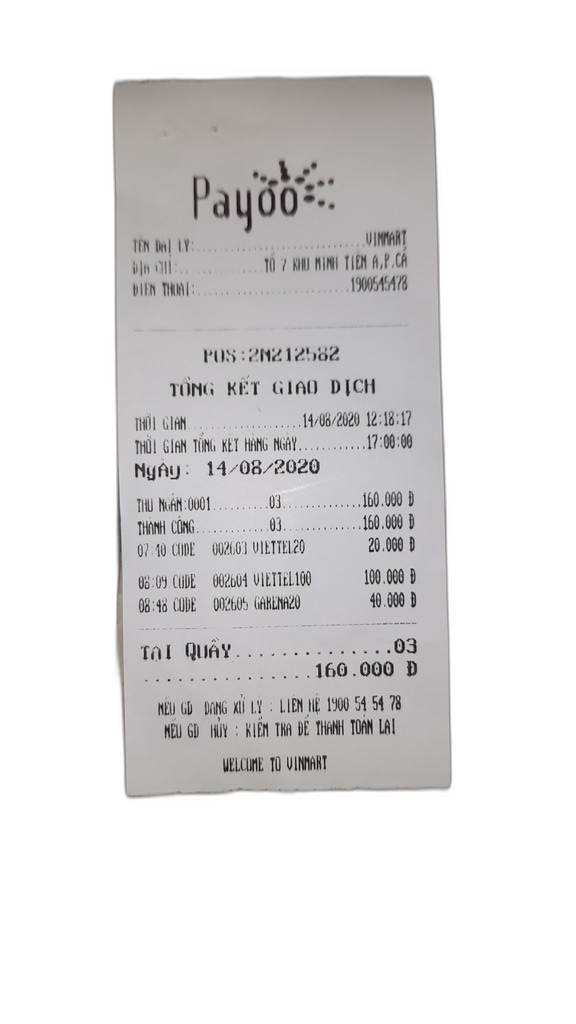 Payoo
TÊN ĐẠI LÝ:..............................VINMART
ĐỊA CHỈ:...............TỔ 7 KHU MINH TIẾN A,P.CẨ
ĐIỆN THOẠI:...........................1900545478
POS:2N212582
TỔNG KẾT GIAO DỊCH
THỜI GIAN....................14/08/2020 12:18:17
THỜI GIAN TỔNG KẾT HÀNG NGÀY............17:00:00
Ngày: 14/08/2020
THU NGÂN:0001..........03..............160.000 Đ
THÀNH CÔNG.............03..............160.000 Đ
07:40 CODE 002603 VIETTEL20 20.000 Đ
08:09 CODE 002604 VIETTEL100 100.000 Đ
08:48 CODE 002605 GARENA20 40.000 Đ
TẠI QUẦY..............03
...............160.000 Đ
NẾU GD ĐANG XỬ LÝ : LIÊN HỆ 1900 54 54 78
NẾU GD HỦY : KIỂM TRA ĐỂ THANH TOÁN LẠI
WELCOME TO VINMART